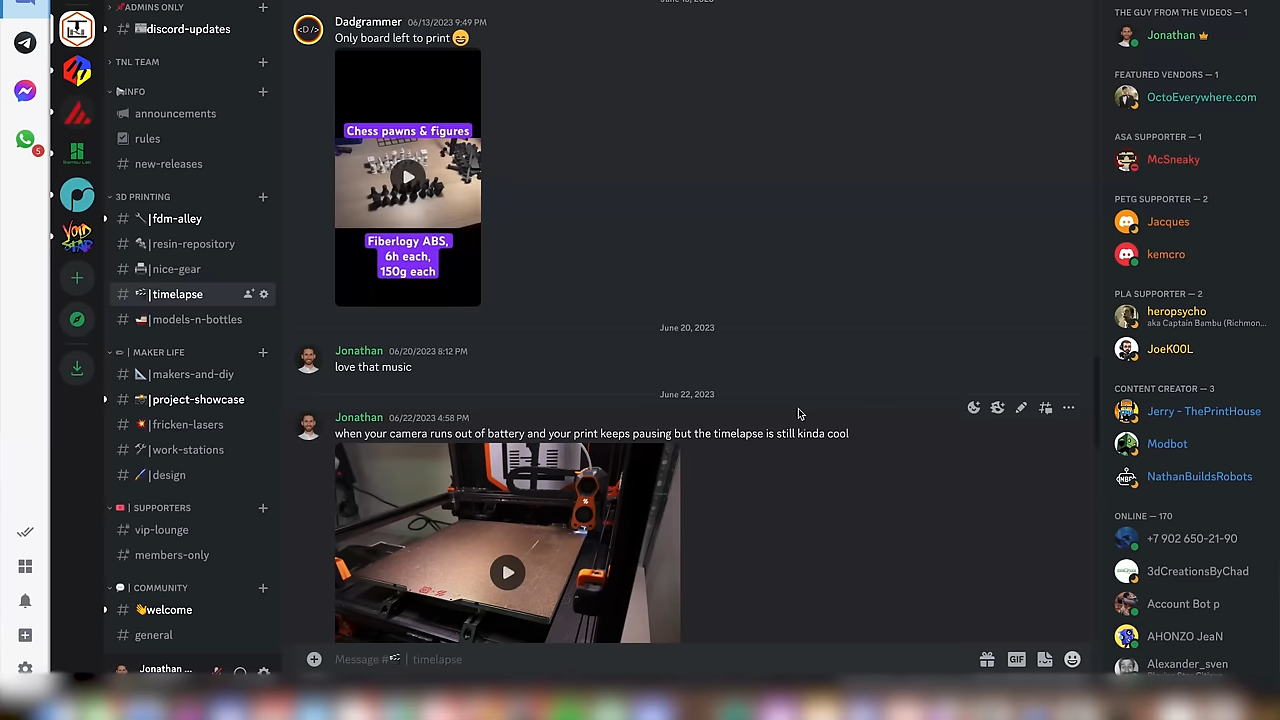 ADMINS ONLY
discord-updates
TNL TEAM
INFO
announcements
rules
new-releases
3D PRINTING
|fdm-alley
|resin-repository
|nice-gear
|timelapse
|models-n-bottles
| MAKER LIFE
|makers-and-diy
|project-showcase
|fricken-lasers
|work-stations
|design
| SUPPORTERS
vip-lounge
members-only
| COMMUNITY
welcome
general
Jonathan ...
5
VOID STAR
Dadgrammer 06/13/2023 9:49 PM
Only board left to print
Chess pawns & figures
Fiberlogy ABS,
6h each,
150g each
June 20, 2023
Jonathan 06/20/2023 8:12 PM
love that music
June 22, 2023
Jonathan 06/22/2023 4:58 PM
when your camera runs out of battery and your print keeps pausing but the timelapse is still kinda cool
Message # | timelapse
GIF
THE GUY FROM THE VIDEOS — 1
Jonathan
FEATURED VENDORS — 1
OctoEverywhere.com
ASA SUPPORTER — 1
McSneaky
PETG SUPPORTER — 2
Jacques
kemcro
PLA SUPPORTER — 2
heropsycho
aka Captain Bambu (Richmon...
JoeK00L
CONTENT CREATOR — 3
Jerry - ThePrintHouse
Modbot
NathanBuildsRobots
ONLINE — 170
+7 902 650-21-90
3dCreationsByChad
Account Bot p
AHONZO JeaN
Alexander_sven